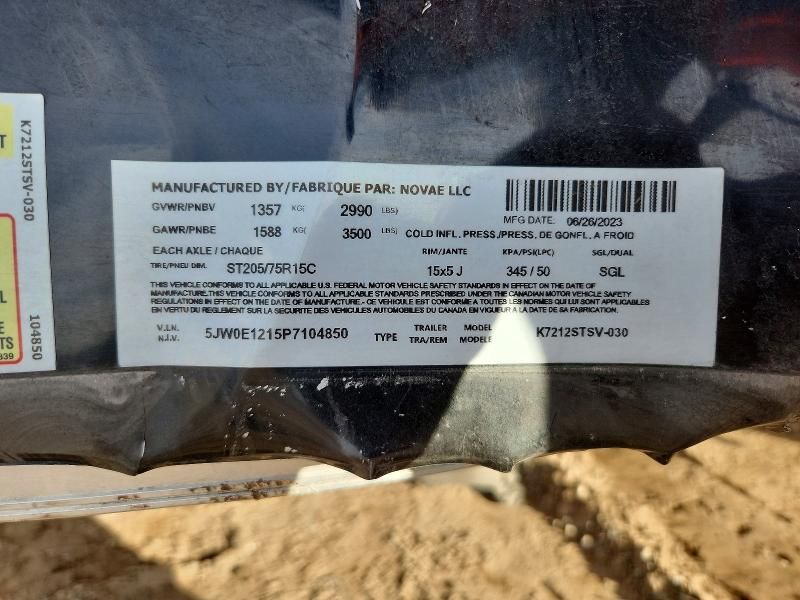 MANUFACTURED BY/FABRIQUE PAR: NOVAE LLC
GVWR/PNBV 1357 KG( 2990 LBS)
MFG DATE. 06/26/2023
GAWR/PNBE 1588 KG( 3500 LBS) COLD INFL. PRESS./PRESS. DE GONFL. A FROID
EACH AXLE / CHAQUE RIM/JANTE KPA/PSI(LPC) SGL/DUAL
TIRE/PNEU DIM. ST205/75R15C 15x5 J 345 / 50 SGL
THIS VEHICLE CONFORMS TO ALL APPLICABLE U.S. FEDERAL MOTOR VEHICLE SAFETY STANDARDS IN EFFECT ON THE DATE OF
MANUFACTURE.THIS VEHICLE CONFORMS TO ALL APPLICABLE STANDARDS PRESCRIBED UNDER THE CANADIAN MOTOR VEHICLE SAFETY
REGULATIONS IN EFFECT ON THE DATE OF MANUFACTURE. - CE VEHICULE EST CONFORME A TOUTES LES NORMES QUI LUI SONT APPLICABLES
EN VERTU DU REGLEMENT SUR LA SECURITE DES VEHICULES AUTOMOBILES DU CANADA EN VIGUEUR A LA DATE DE SA FABRICATION.
V.I.N.
N.I.V. 5JW0E1215P7104850 TYPE TRAILER
TRA/REM MODEL
MODELE K7212STSV-030
K7212STSV-030
104850
T
L
E
TS
839